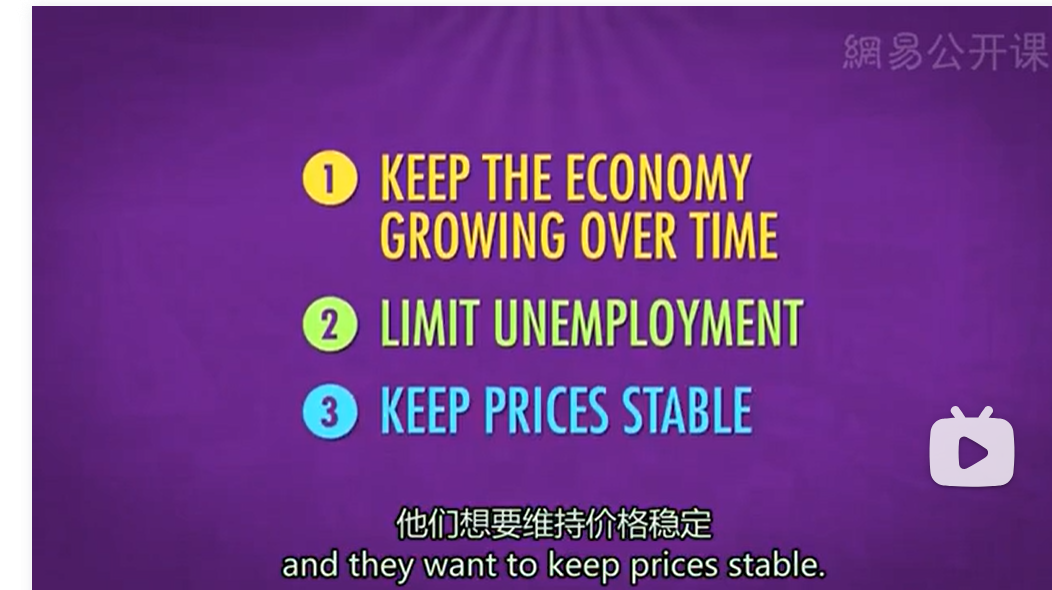 網易公开课
1 KEEP THE ECONOMY
GROWING OVER TIME
2 LIMIT UNEMPLOYMENT
3 KEEP PRICES STABLE
他们想要维持价格稳定
and they want to keep prices stable.